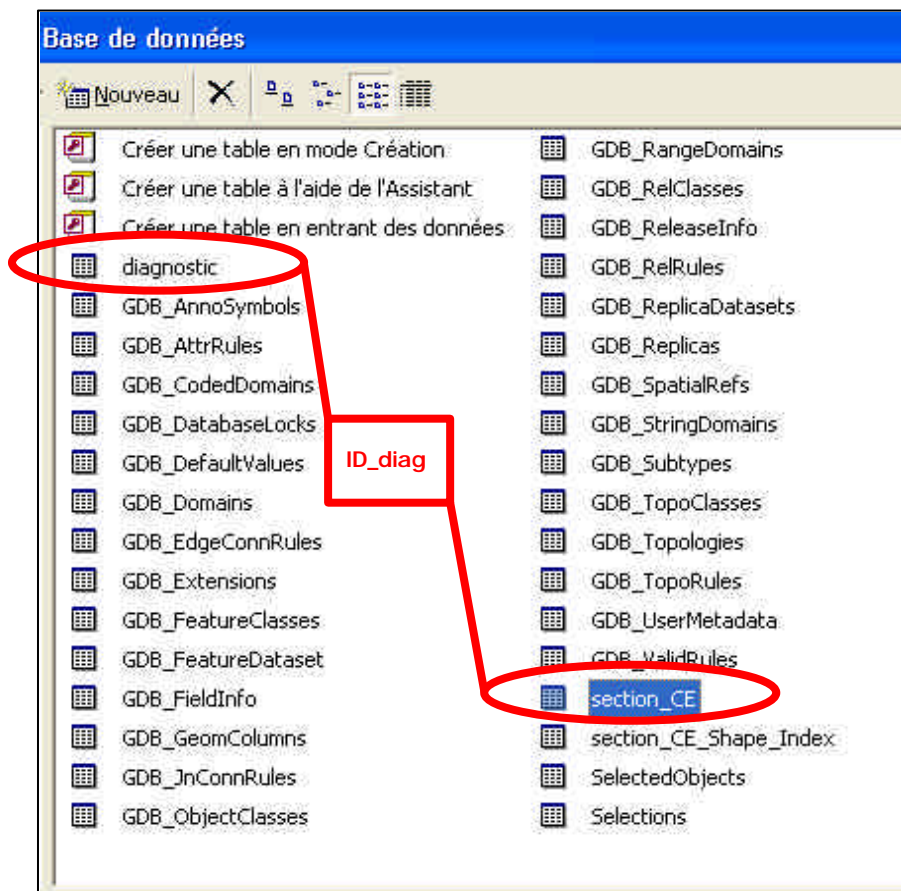 Base de données
Nouveau
Créer une table en mode Création
Créer une table à l'aide de l'Assistant
Créer une table en entrant des données
diagnostic
GDB_AnnoSymbols
GDB_AttrRules
GDB_CodedDomains
GDB_DatabaseLocks
GDB_DefaultValues
GDB_Domains
GDB_EdgeConnRules
GDB_Extensions
GDB_FeatureClasses
GDB_FeatureDataset
GDB_FieldInfo
GDB_GeomColumns
GDB_JnConnRules
GDB_ObjectClasses
ID_diag
GDB_RangeDomains
GDB_RelClasses
GDB_ReleaseInfo
GDB_RelRules
GDB_ReplicaDatasets
GDB_Replicas
GDB_SpatialRefs
GDB_StringDomains
GDB_Subtypes
GDB_TopoClasses
GDB_Topologies
GDB_TopoRules
GDB_UserMetadata
GDB_ValidRules
section_CE
section_CE_Shape_Index
SelectedObjects
Selections